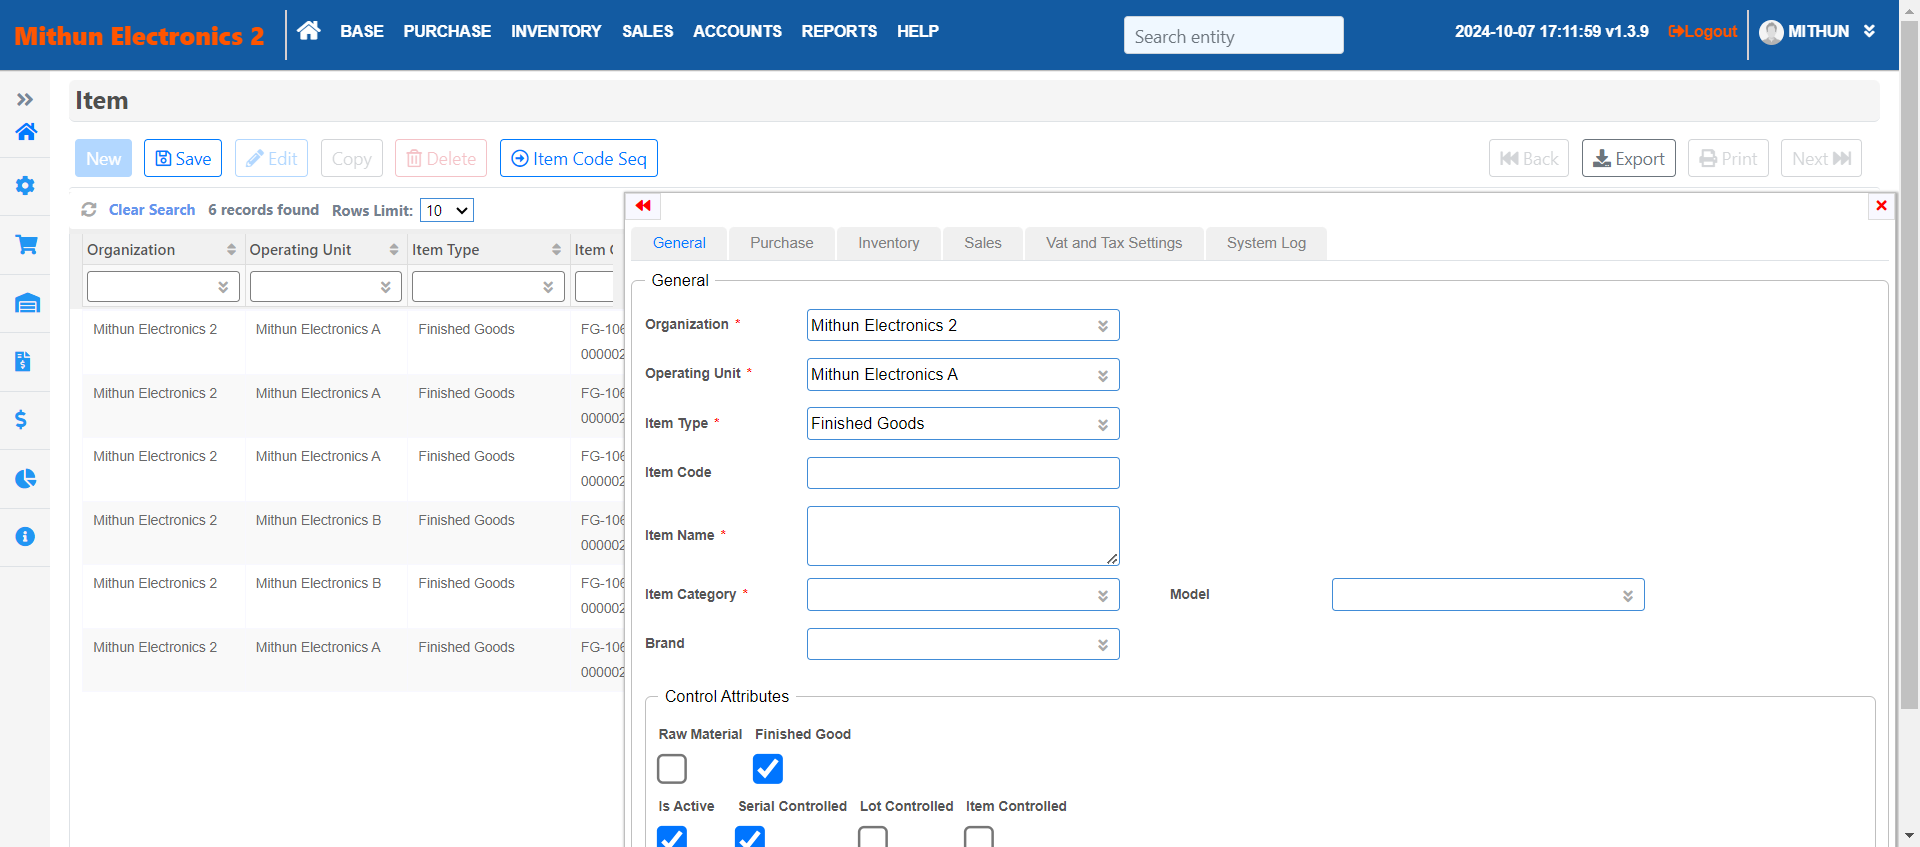 Mithun Electronics 2
BASE PURCHASE INVENTORY SALES ACCOUNTS REPORTS HELP
Search entity
2024-10-07 17:11:59 v1.3.9 Logout MITHUN
Item
New Save Edit Copy Delete Item Code Seq
Back Export Print Next
Clear Search 6 records found Rows Limit: 10
Organization Operating Unit Item Type Item
Mithun Electronics 2 Mithun Electronics A Finished Goods FG-106
000002
Mithun Electronics 2 Mithun Electronics A Finished Goods FG-106
000002
Mithun Electronics 2 Mithun Electronics A Finished Goods FG-106
000002
Mithun Electronics 2 Mithun Electronics B Finished Goods FG-106
000002
Mithun Electronics 2 Mithun Electronics B Finished Goods FG-106
000002
Mithun Electronics 2 Mithun Electronics A Finished Goods FG-106
000002
General Purchase Inventory Sales Vat and Tax Settings System Log
General
Organization * Mithun Electronics 2
Operating Unit * Mithun Electronics A
Item Type * Finished Goods
Item Code
Item Name *
Item Category * Model
Brand
Control Attributes
Raw Material Finished Good
Is Active Serial Controlled Lot Controlled Item Controlled